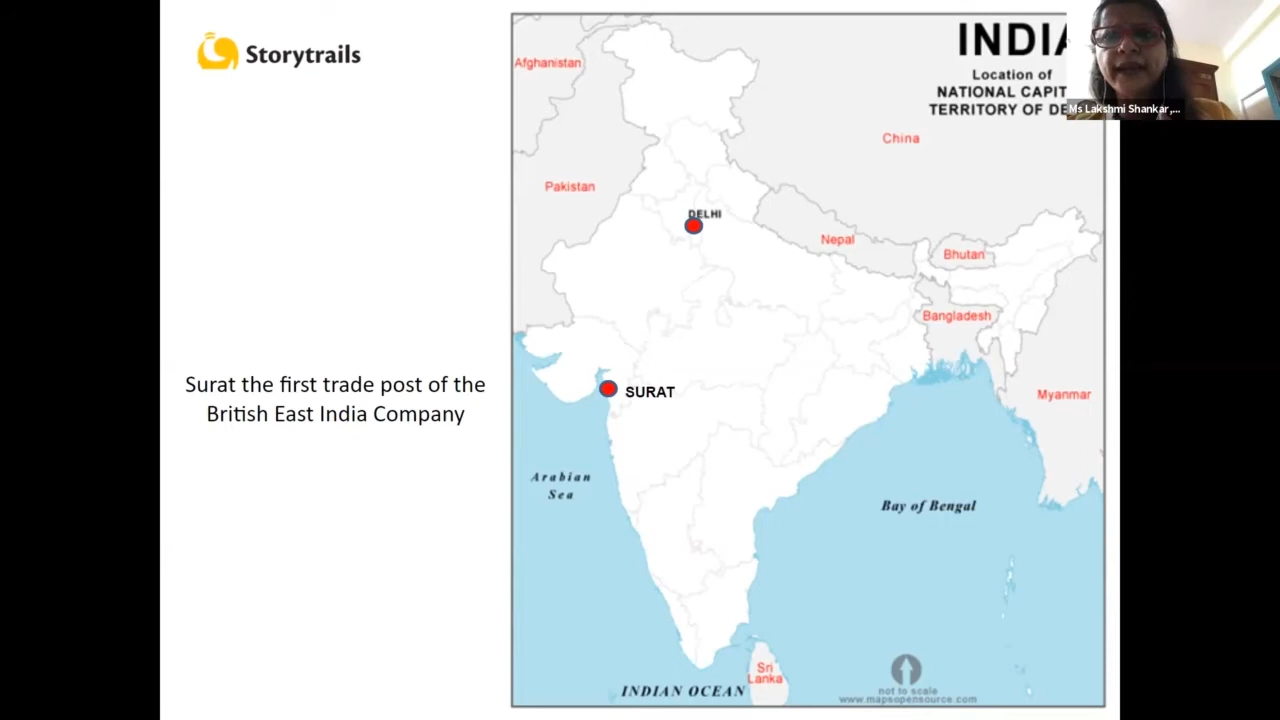 Storytrails
Surat the first trade post of the
British East India Company
INDIA
Location of
NATIONAL CAPIT
TERRITORY OF DE
Ms Lakshmi Shankar ,...
Afghanistan
China
Pakistan
DELHI
Nepal
Bhutan
Bangladesh
SURAT
Myanmar
Arabian
Sea
Bay of Bengal
Sri
Lanka
INDIAN OCEAN
not to scale
www.mapsopensource.com